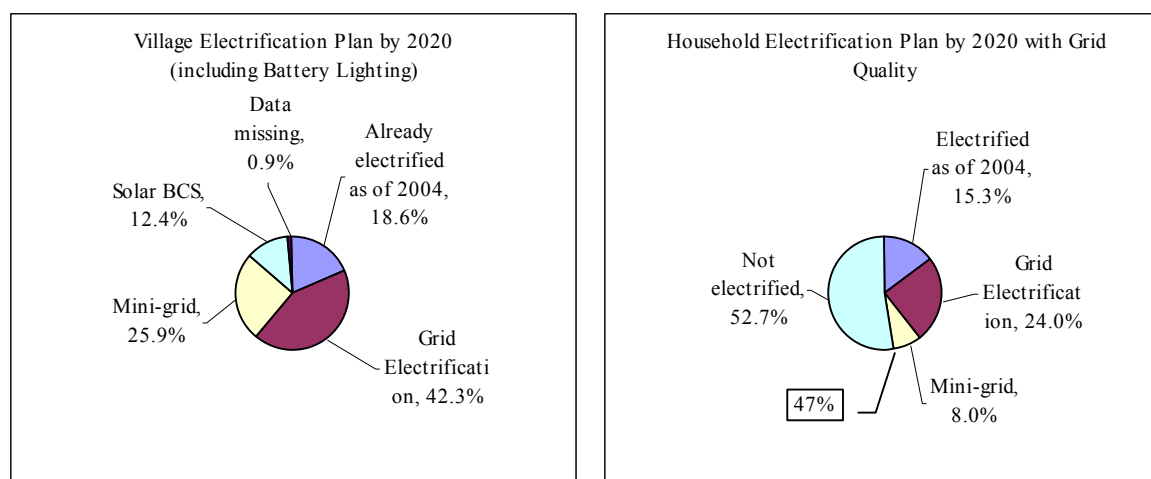 Village Electrification Plan by 2020
(including Battery Lighting)
Data
missing,
0.9%
Already
electrified
as of 2004,
18.6%
Solar BCS,
12.4%
Mini-grid,
25.9%
Grid
Electrificati
on, 42.3%
Household Electrification Plan by 2020 with Grid
Quality
Electrified
as of 2004,
15.3%
Not
electrified,
52.7%
Grid
Electrificat
ion, 24.0%
47%
Mini-grid,
8.0%